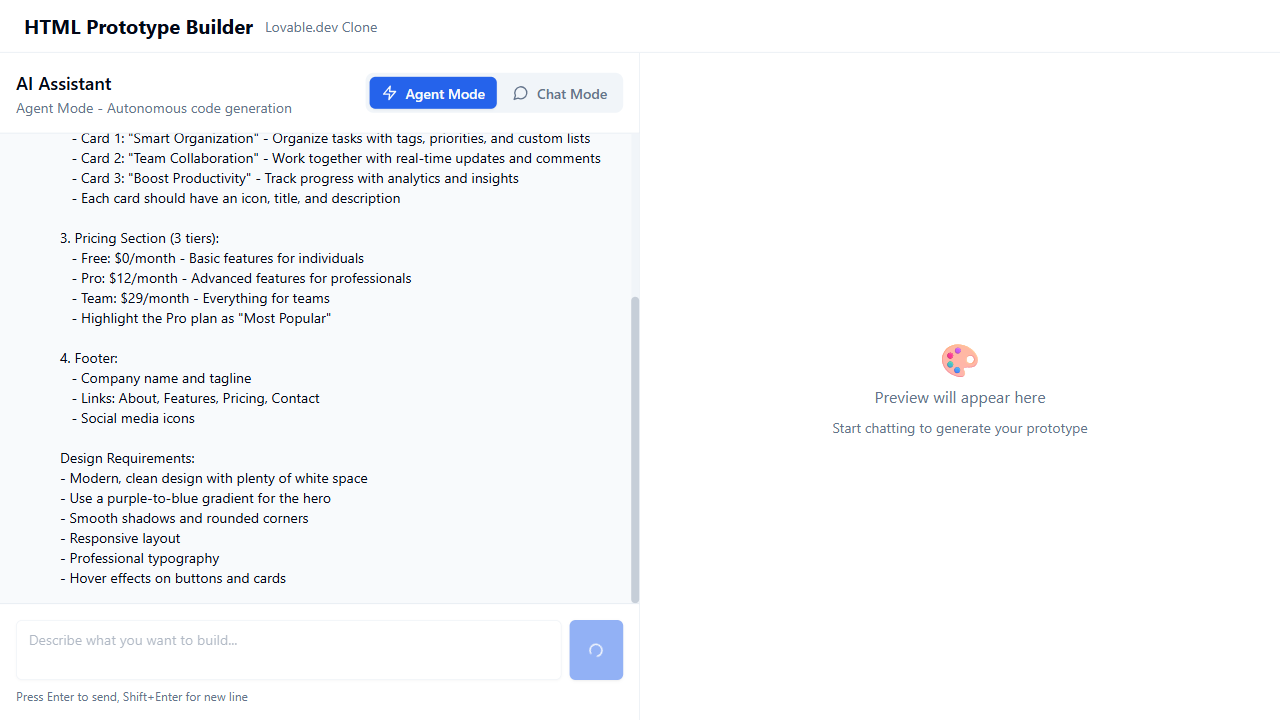 HTML Prototype Builder Lovable.dev Clone
AI Assistant
Agent Mode - Autonomous code generation
Agent Mode
Chat Mode
- Card 1: "Smart Organization" - Organize tasks with tags, priorities, and custom lists
- Card 2: "Team Collaboration" - Work together with real-time updates and comments
- Card 3: "Boost Productivity" - Track progress with analytics and insights
- Each card should have an icon, title, and description
3. Pricing Section (3 tiers):
- Free: $0/month - Basic features for individuals
- Pro: $12/month - Advanced features for professionals
- Team: $29/month - Everything for teams
- Highlight the Pro plan as "Most Popular"
4. Footer:
- Company name and tagline
- Links: About, Features, Pricing, Contact
- Social media icons
Design Requirements:
- Modern, clean design with plenty of white space
- Use a purple-to-blue gradient for the hero
- Smooth shadows and rounded corners
- Responsive layout
- Professional typography
- Hover effects on buttons and cards
Describe what you want to build...
Press Enter to send, Shift+Enter for new line
Preview will appear here
Start chatting to generate your prototype